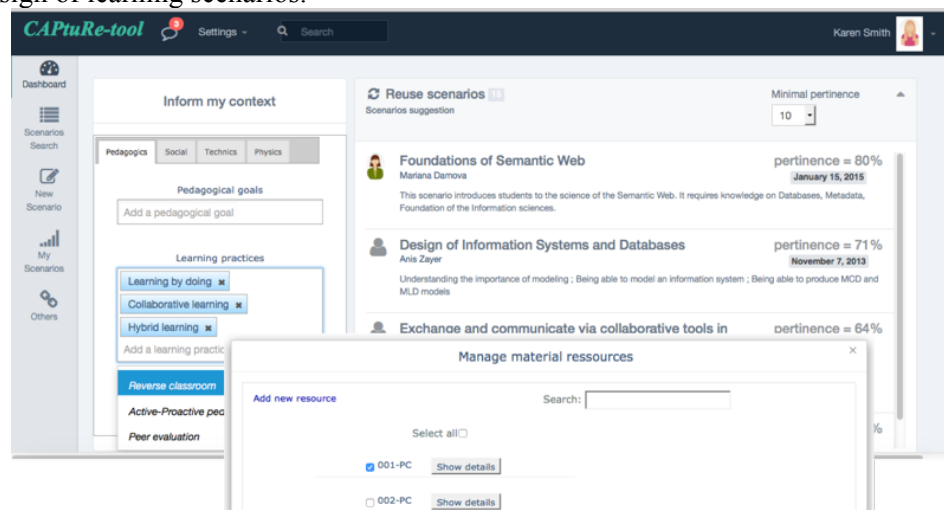 sign of learning scenarios.
CAPtuRe-tool
3
Settings
Search
Karen Smith
Dashboard
Scenarios
Search
New
Scenario
My
Scenarios
Others
Inform my context
Pedagogics Social Technics Physics
Pedagogical goals
Add a pedagogical goal
Learning practices
Learning by doing ×
Collaborative learning ×
Hybrid learning ×
Add a learning practic
Reverse classroom
Active-Proactive ped
Peer evaluation
Reuse scenarios 15
Scenarios suggestion
Minimal pertinence
10
Foundations of Semantic Web
pertinence = 80%
Mariana Damova
January 15, 2015
This scenario introduces students to the science of the Semantic Web. It requires knowledge on Databases, Metadata,
Foundation of the Information sciences.
Design of Information Systems and Databases
pertinence = 71%
Anis Zayer
November 7, 2013
Understanding the importance of modeling ; Being able to model an information system ; Being able to produce MCD and
MLD models
Exchange and communicate via collaborative tools in
pertinence = 64%
%
Manage material ressources
×
Add new resource
Search:
Select all
001-PC Show details
002-PC Show details